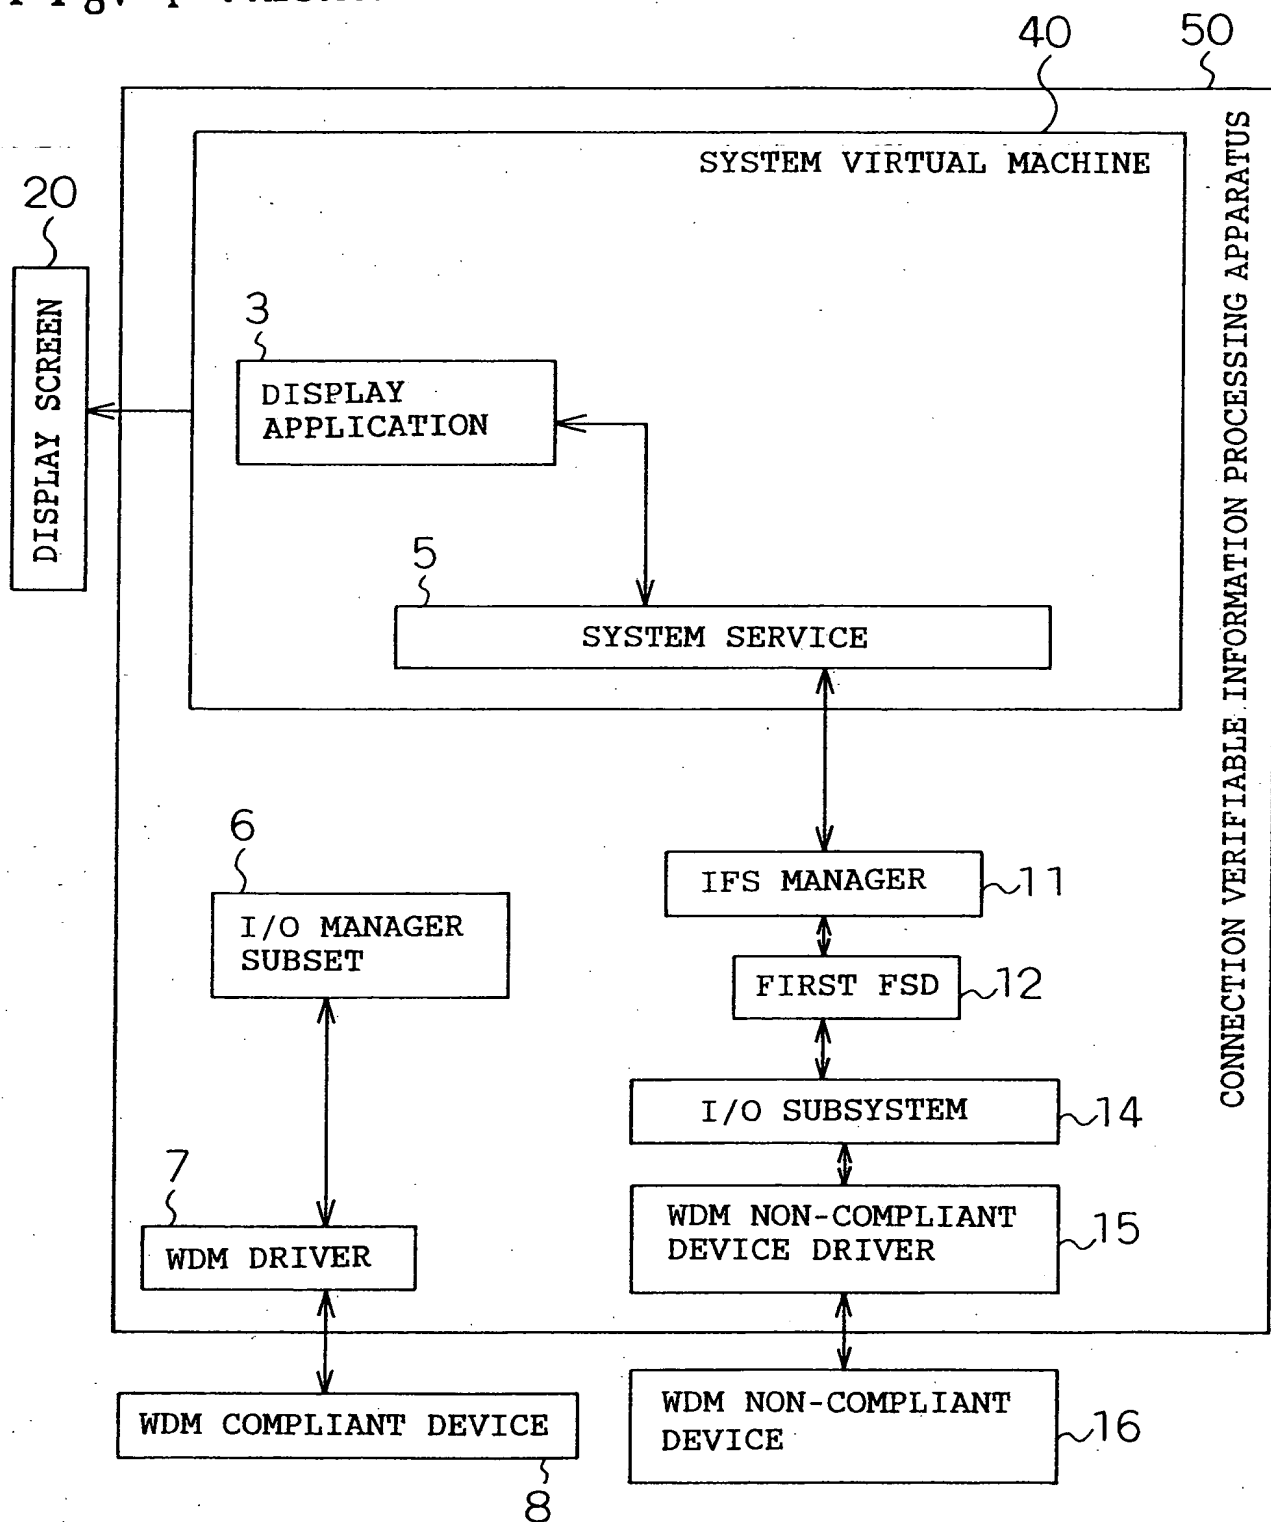 50
40
SYSTEM VIRTUAL MACHINE
CONNECTION VERIFIABLE INFORMATION PROCESSING APPARATUS
20
DISPLAY SCREEN
3
DISPLAY
APPLICATION
5
SYSTEM SERVICE
6
I/O MANAGER
SUBSET
IFS MANAGER
11
FIRST FSD
12
I/O SUBSYSTEM
14
7
WDM DRIVER
WDM NON-COMPLIANT
DEVICE DRIVER
15
WDM COMPLIANT DEVICE
8
WDM NON-COMPLIANT
DEVICE
16